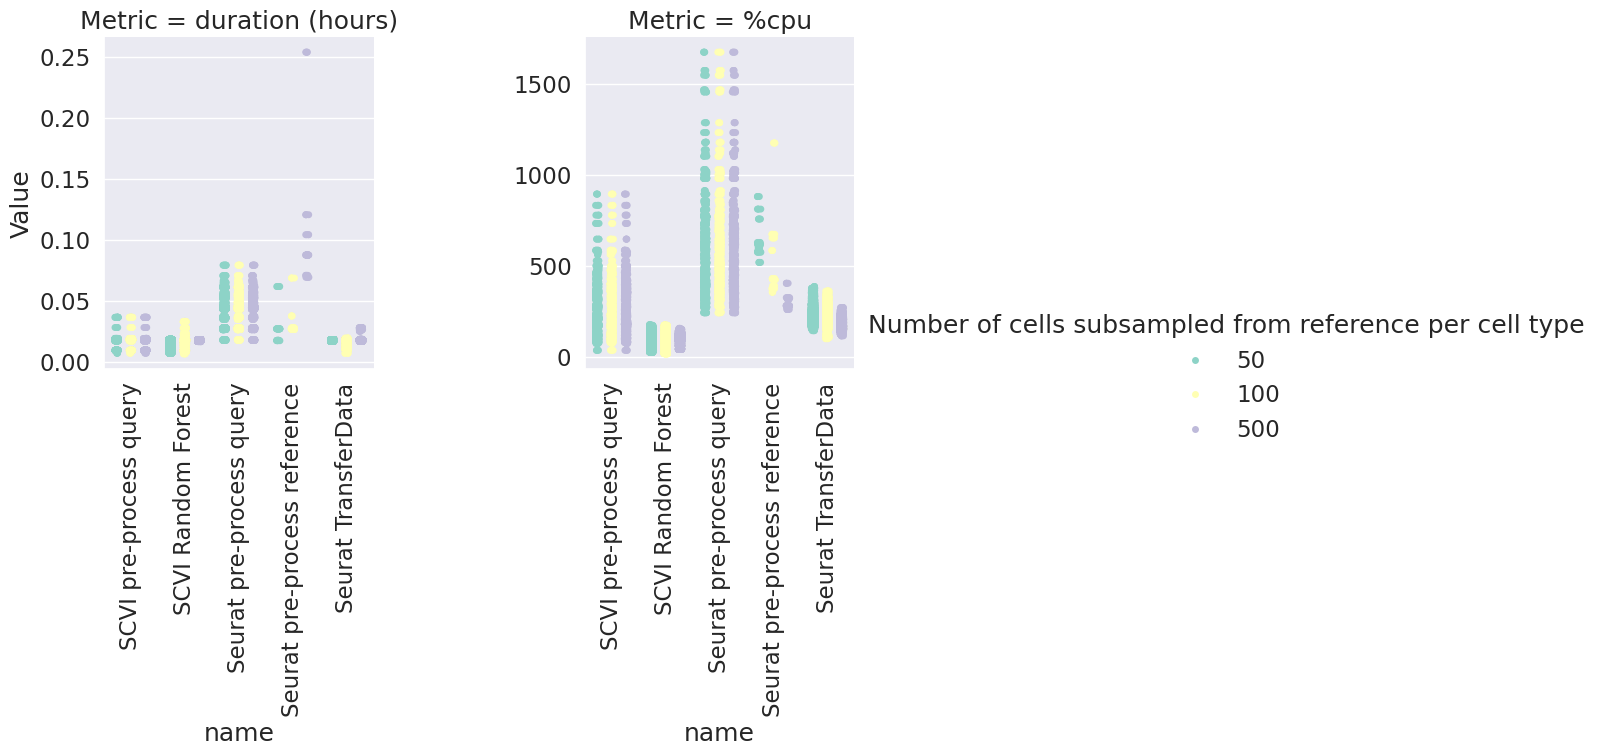 Metric = duration (hours)
Metric = %cpu
Value
0.25
0.20
0.15
0.10
0.05
0.00
1500
1000
500
0
SCVI pre-process query
SCVI Random Forest
Seurat pre-process query
Seurat pre-process reference
Seurat TransferData
name
SCVI pre-process query
SCVI Random Forest
Seurat pre-process query
Seurat pre-process reference
Seurat TransferData
name
Number of cells subsampled from reference per cell type
50
100
500